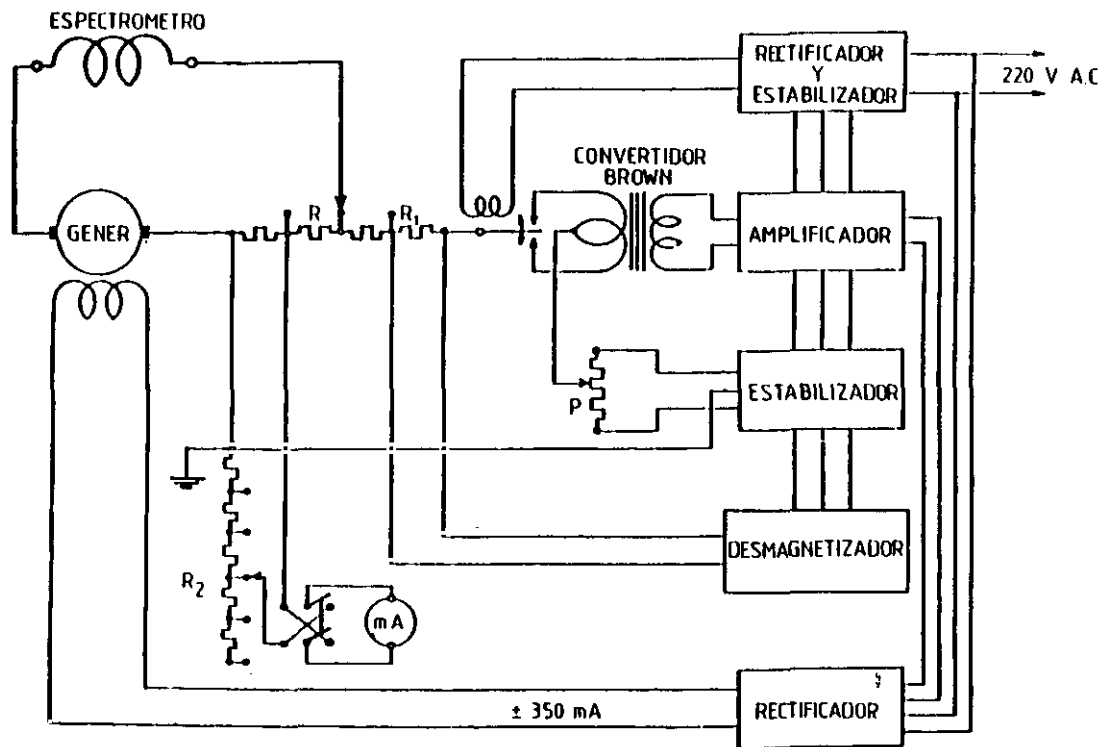 ESPECTROMETRO
RECTIFICADOR
Y
ESTABILIZADOR
220 V A.C
CONVERTIDOR
BROWN
GENER
R
R1
AMPLIFICADOR
P
ESTABILIZADOR
DESMAGNETIZADOR
R2
mA
± 350 mA
RECTIFICADOR